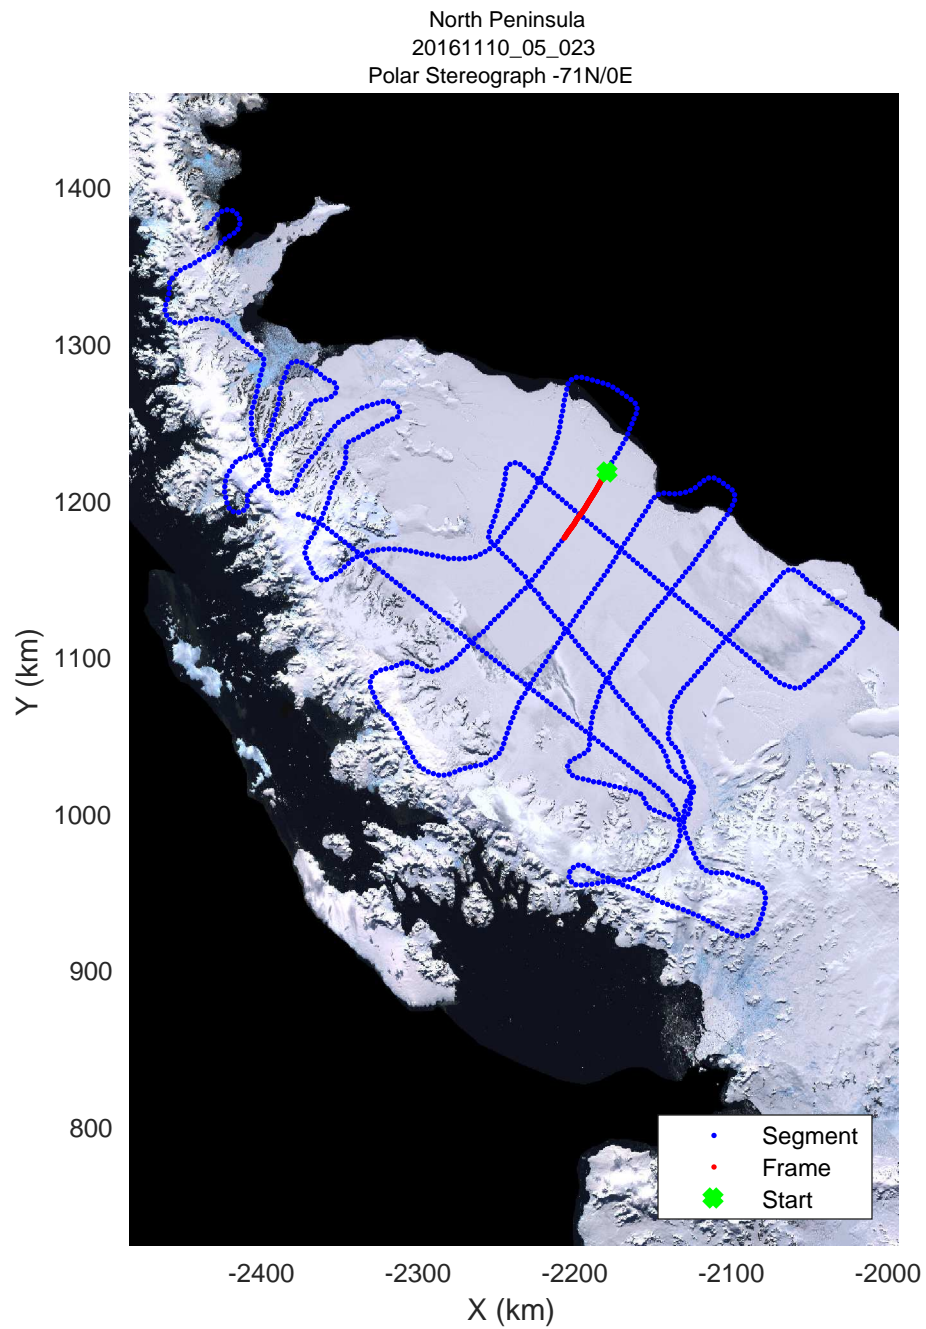 North Peninsula
20161110_05_023
Polar Stereograph -71N/0E
1400
1300
1200
1100
1000
900
800
Y (km)
-2400
-2300
-2200
-2100
-2000
X (km)
Segment
Frame
Start